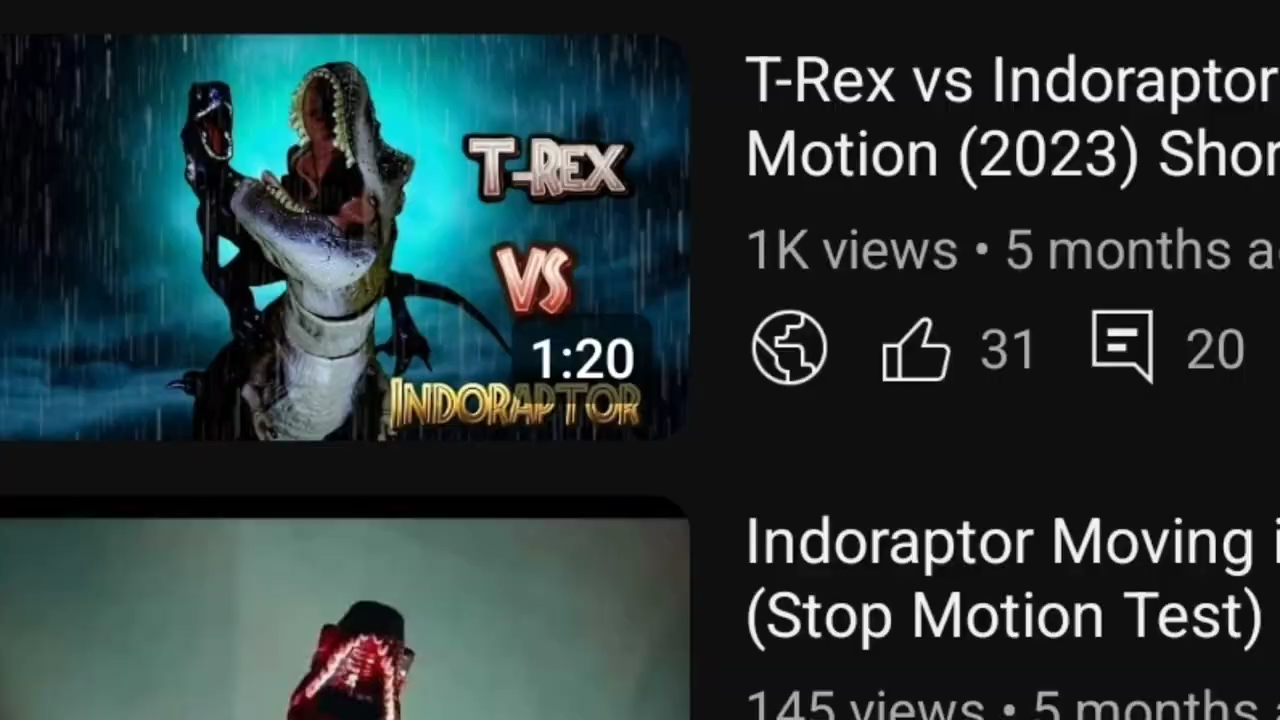 T-REX
VS
1:20
INDORAPTOR
T-Rex vs Indoraptor
Motion (2023) Shor
1K views • 5 months a
31
20
Indoraptor Moving i
(Stop Motion Test)
145 views • 5 months